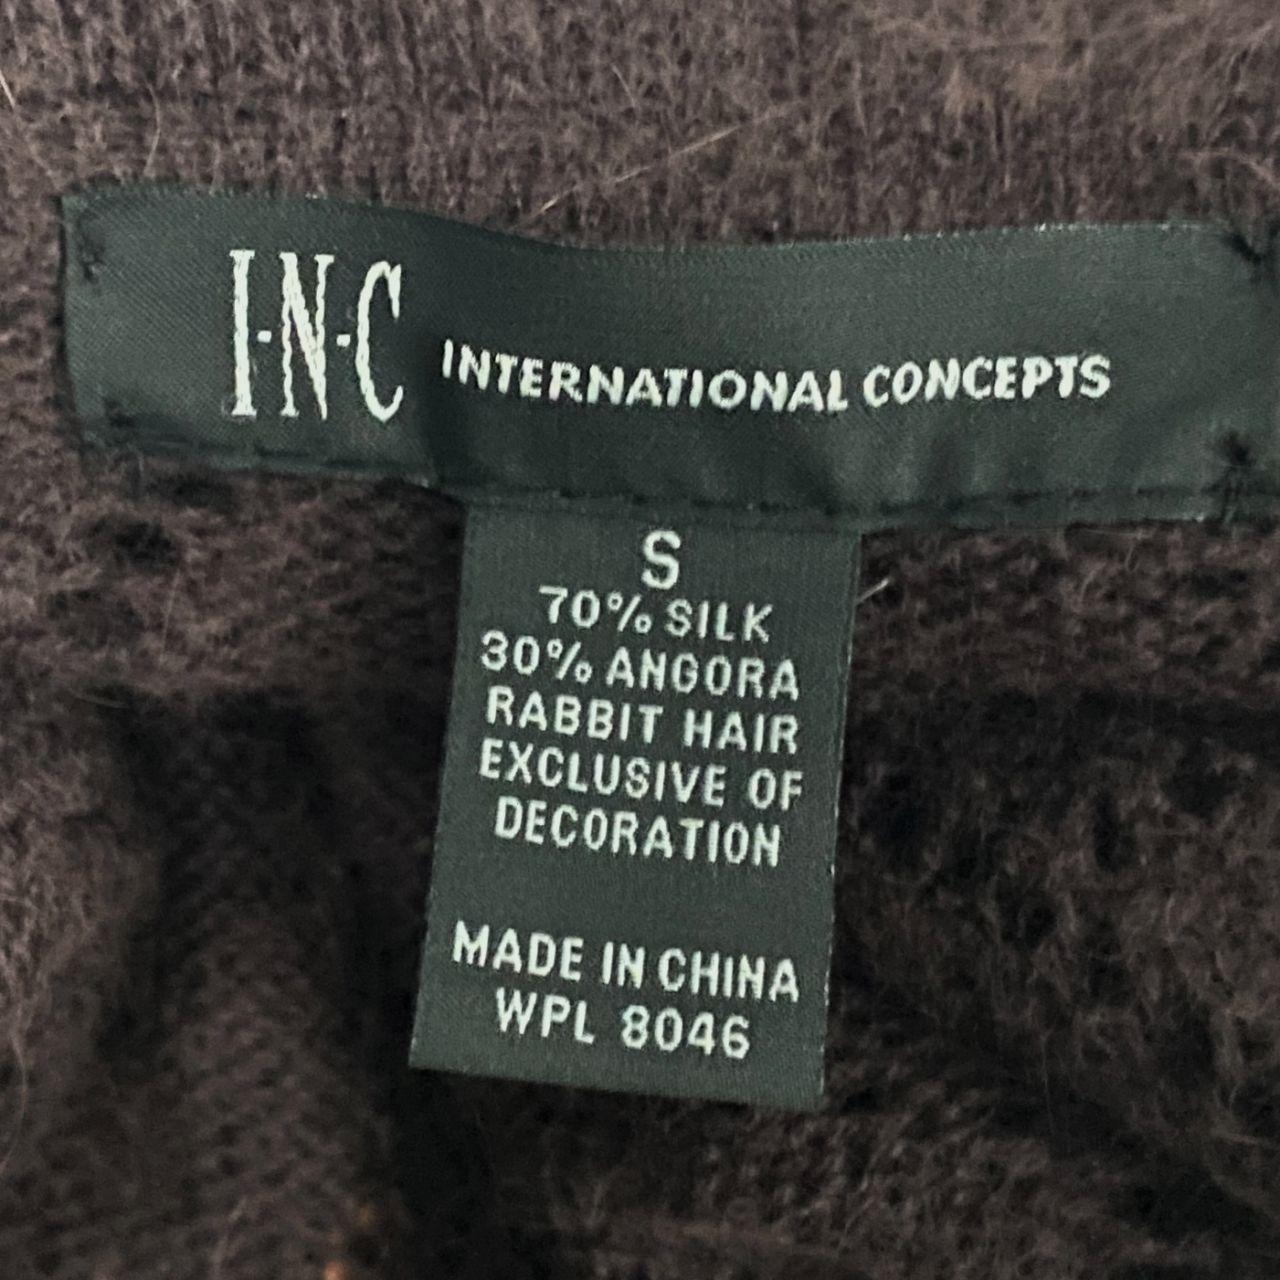 I·N·C INTERNATIONAL CONCEPTS
S
70% SILK
30% ANGORA
RABBIT HAIR
EXCLUSIVE OF
DECORATION
MADE IN CHINA
WPL 8046